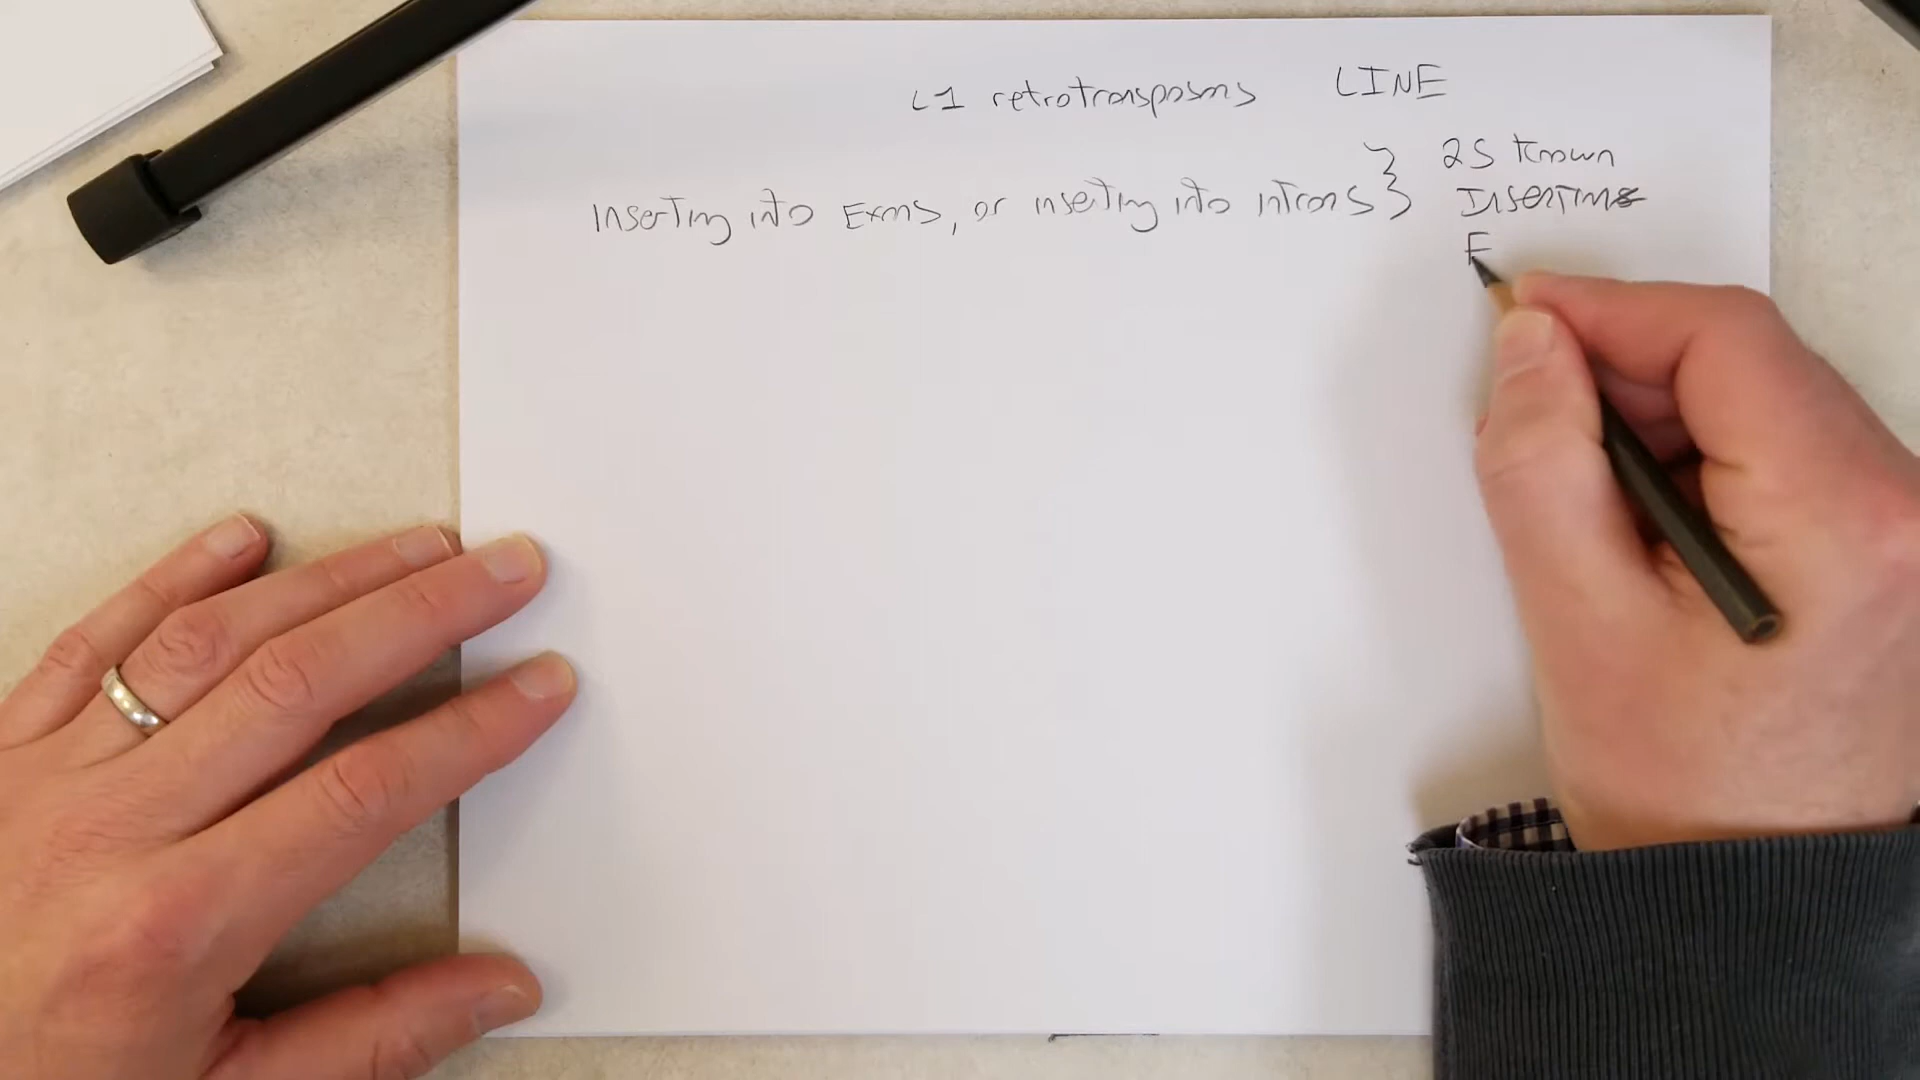 L1 retrotransposons LINE
Inserting into Exons, or inserting into introns } 25 known
Insertions
F